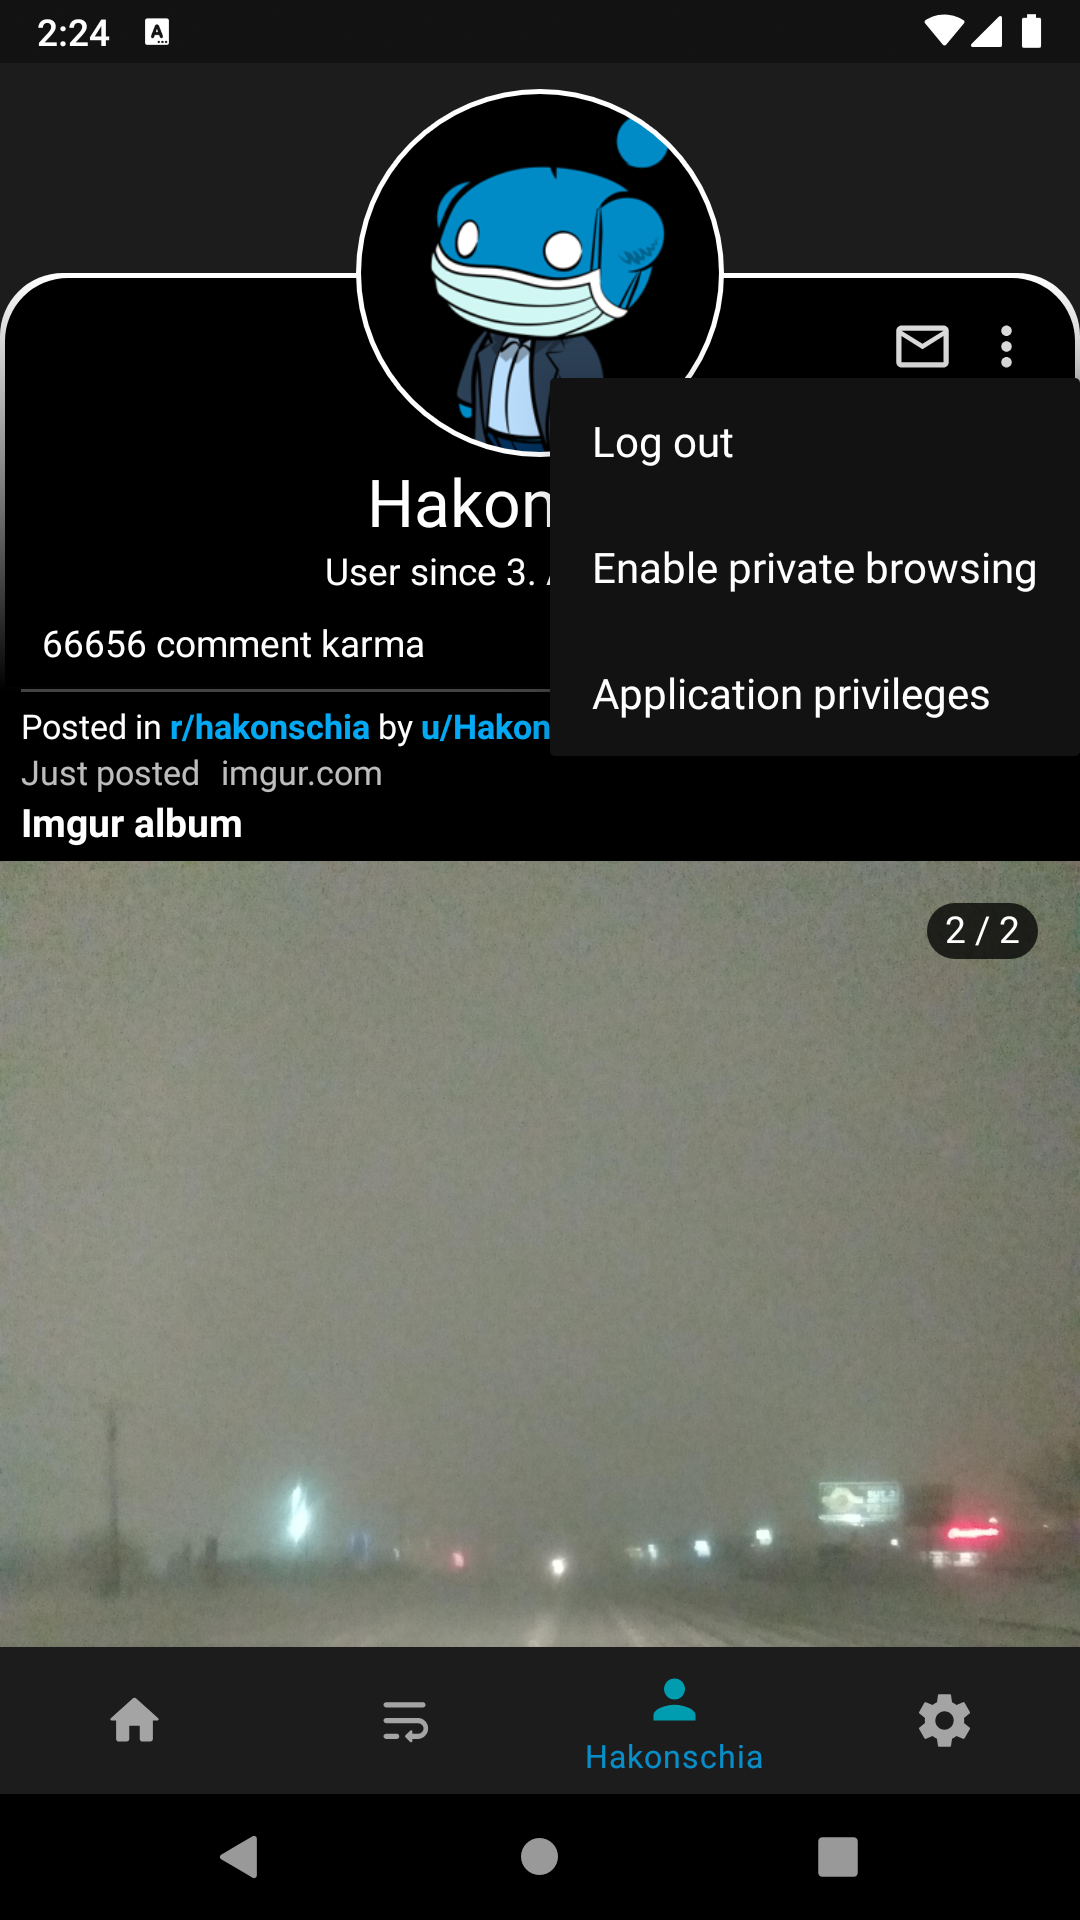 2:24
Log out
Hakon
Enable private browsing
User since 3.
66656 comment karma
Application privileges
Posted in r/hakonschia by u/Hakon
Just posted imgur.com
Imgur album
2 / 2
Hakonschia